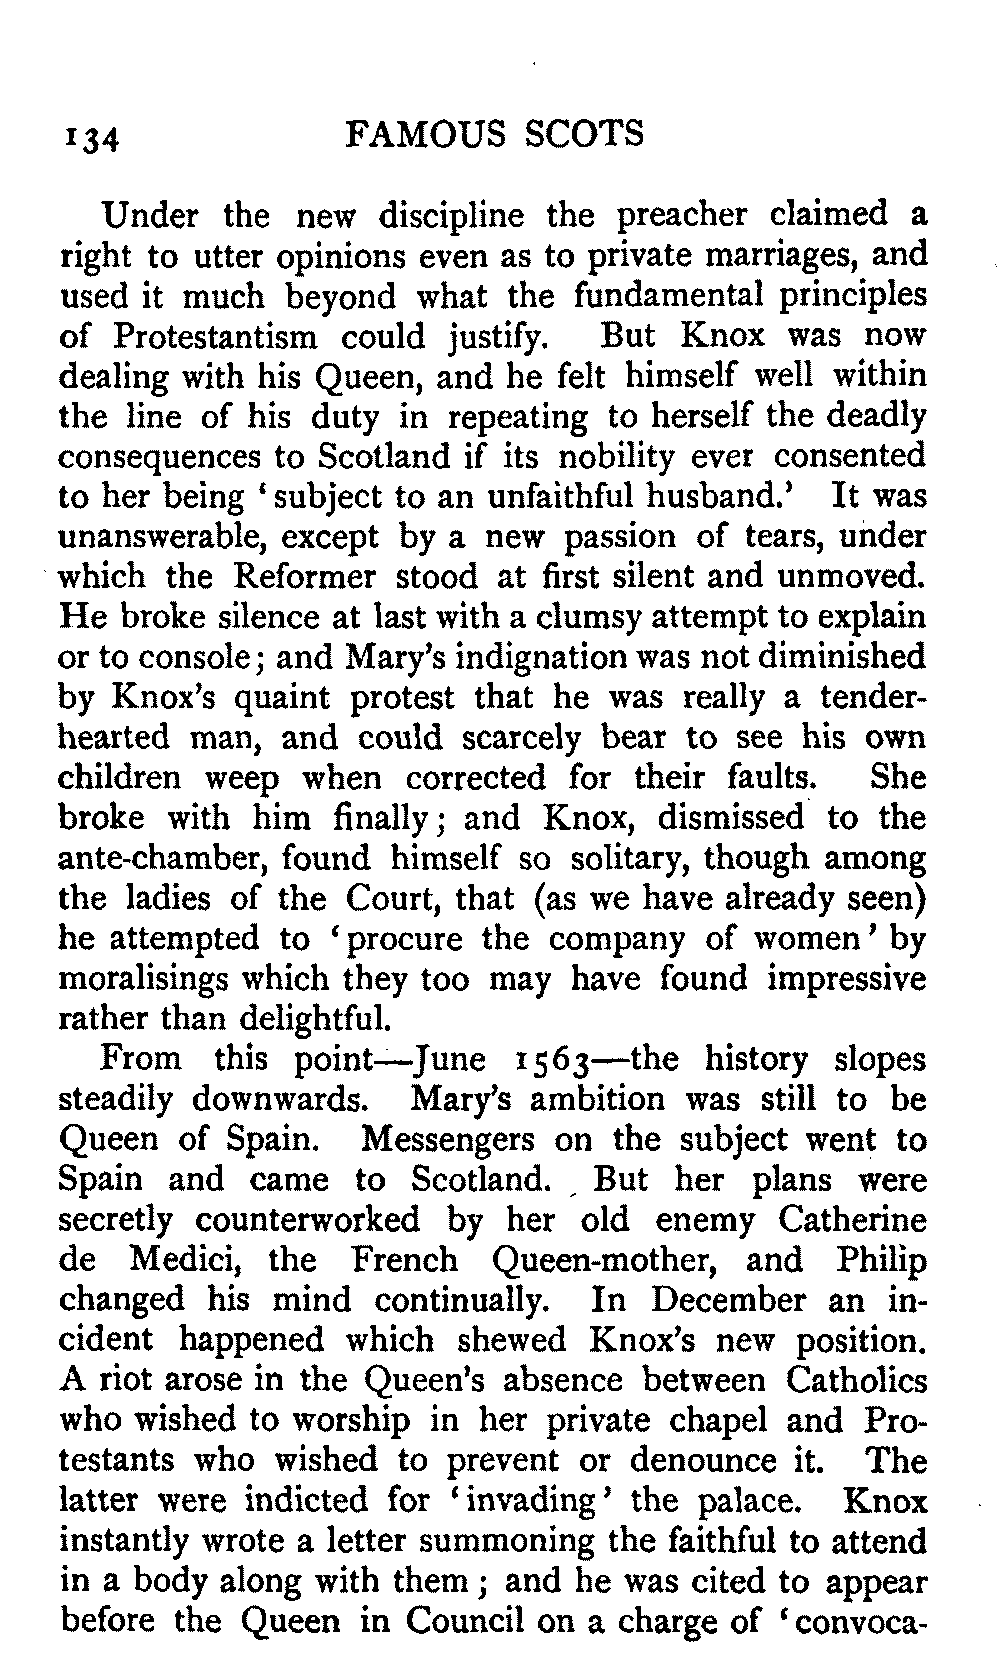 134 FAMOUS SCOTS
Under the new discipline the preacher claimed a
right to utter opinions even as to private marriages, and
used it much beyond what the fundamental principles
of Protestantism could justify. But Knox was now
dealing with his Queen, and he felt himself well within
the line of his duty in repeating to herself the deadly
consequences to Scotland if its nobility ever consented
to her being ‘subject to an unfaithful husband.’ It was
unanswerable, except by a new passion of tears, under
which the Reformer stood at first silent and unmoved.
He broke silence at last with a clumsy attempt to explain
or to console; and Mary’s indignation was not diminished
by Knox’s quaint protest that he was really a tender-
hearted man, and could scarcely bear to see his own
children weep when corrected for their faults. She
broke with him finally; and Knox, dismissed to the
ante-chamber, found himself so solitary, though among
the ladies of the Court, that (as we have already seen)
he attempted to ‘procure the company of women’ by
moralisings which they too may have found impressive
rather than delightful.
From this point—June 1563—the history slopes
steadily downwards. Mary’s ambition was still to be
Queen of Spain. Messengers on the subject went to
Spain and came to Scotland. But her plans were
secretly counterworked by her old enemy Catherine
de Medici, the French Queen-mother, and Philip
changed his mind continually. In December an in-
cident happened which shewed Knox’s new position.
A riot arose in the Queen’s absence between Catholics
who wished to worship in her private chapel and Pro-
testants who wished to prevent or denounce it. The
latter were indicted for ‘invading’ the palace. Knox
instantly wrote a letter summoning the faithful to attend
in a body along with them; and he was cited to appear
before the Queen in Council on a charge of ‘convoca-